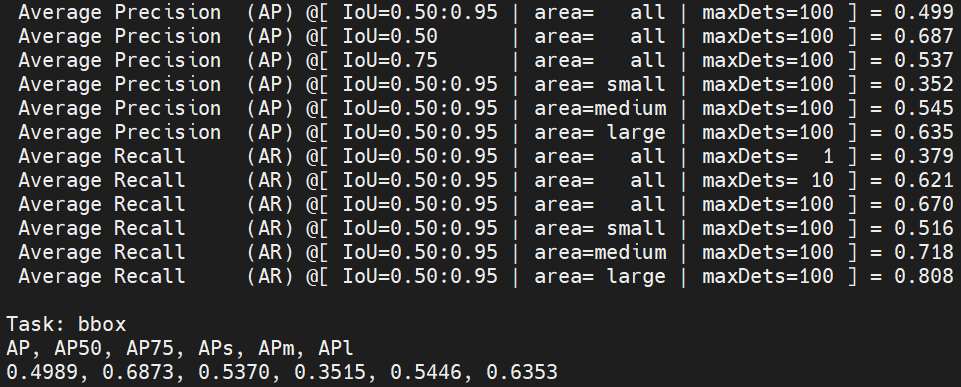 Average Precision  (AP) @[ IoU=0.50:0.95 | area=   all | maxDets=100 ] = 0.499
Average Precision  (AP) @[ IoU=0.50      | area=   all | maxDets=100 ] = 0.687
Average Precision  (AP) @[ IoU=0.75      | area=   all | maxDets=100 ] = 0.537
Average Precision  (AP) @[ IoU=0.50:0.95 | area= small | maxDets=100 ] = 0.352
Average Precision  (AP) @[ IoU=0.50:0.95 | area=medium | maxDets=100 ] = 0.545
Average Precision  (AP) @[ IoU=0.50:0.95 | area= large | maxDets=100 ] = 0.635
Average Recall     (AR) @[ IoU=0.50:0.95 | area=   all | maxDets=  1 ] = 0.379
Average Recall     (AR) @[ IoU=0.50:0.95 | area=   all | maxDets= 10 ] = 0.621
Average Recall     (AR) @[ IoU=0.50:0.95 | area=   all | maxDets=100 ] = 0.670
Average Recall     (AR) @[ IoU=0.50:0.95 | area= small | maxDets=100 ] = 0.516
Average Recall     (AR) @[ IoU=0.50:0.95 | area=medium | maxDets=100 ] = 0.718
Average Recall     (AR) @[ IoU=0.50:0.95 | area= large | maxDets=100 ] = 0.808

Task: bbox
AP, AP50, AP75, APs, APm, APl
0.4989, 0.6873, 0.5370, 0.3515, 0.5446, 0.6353